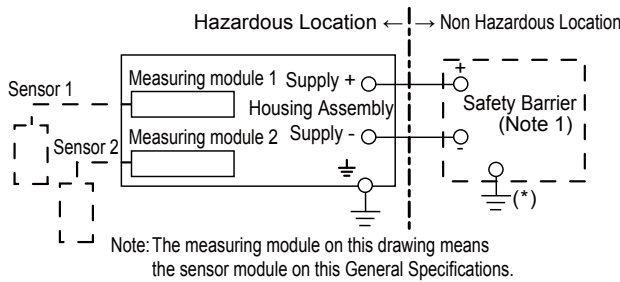 Hazardous Location ← → Non Hazardous Location
Sensor 1
Measuring module 1 Supply +
Housing Assembly
Sensor 2
Measuring module 2 Supply -
+
Safety Barrier
(Note 1)
-
(*)
Note: The measuring module on this drawing means
the sensor module on this General Specifications.